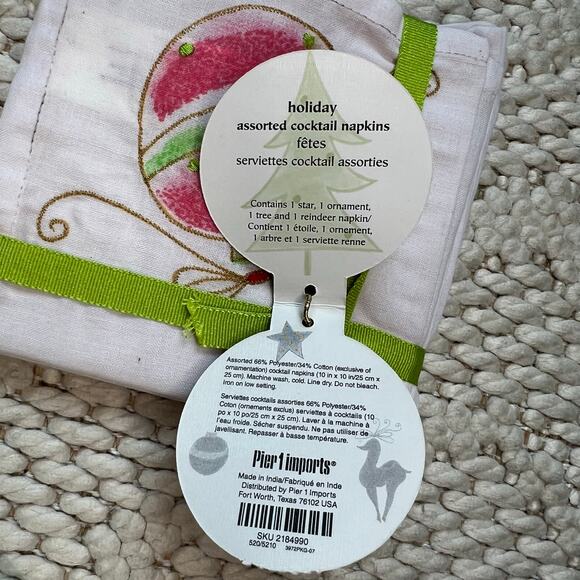 holiday
assorted cocktail napkins
fêtes
serviettes cocktail assorties
Contains 1 star, 1 ornament,
1 tree and 1 reindeer napkin/
Contient 1 étoile, 1 ornement,
1 arbre et 1 serviette renne
Assorted 66% Polyester/34% Cotton (exclusive of
ornamentation) cocktail napkins (10 in x 10 in/25 cm x
25 cm). Machine wash, cold. Line dry. Do not bleach.
Iron on low setting.
Serviettes cocktails assorties 66% Polyester/34%
Coton (ornements exclus) serviettes à cocktails (10
po x 10 po/25 cm x 25 cm). Laver à la machine à
l'eau froide. Sécher suspendu. Ne pas utiliser de
javellisant. Repasser à basse température.
Pier 1 imports®
Made in India/Fabriqué en Inde
Distributed by Pier 1 Imports
Fort Worth, Texas 76102 USA
SKU 2184990
520/5210 3972PKG-07